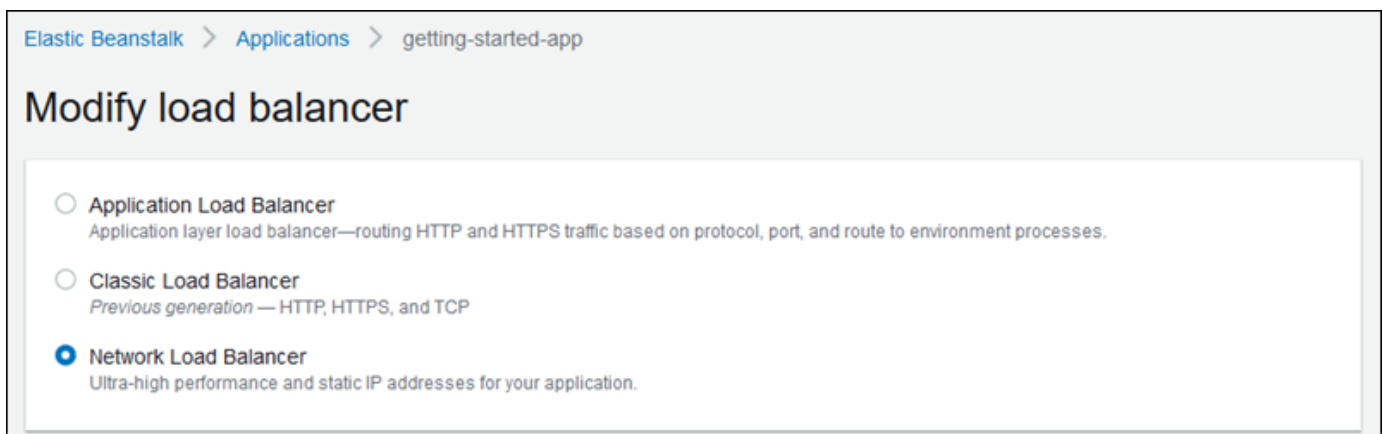 Elastic Beanstalk > Applications > getting-started-app
Modify load balancer
Application Load Balancer
Application layer load balancer—routing HTTP and HTTPS traffic based on protocol, port, and route to environment processes.
Classic Load Balancer
Previous generation — HTTP, HTTPS, and TCP
Network Load Balancer
Ultra-high performance and static IP addresses for your application.